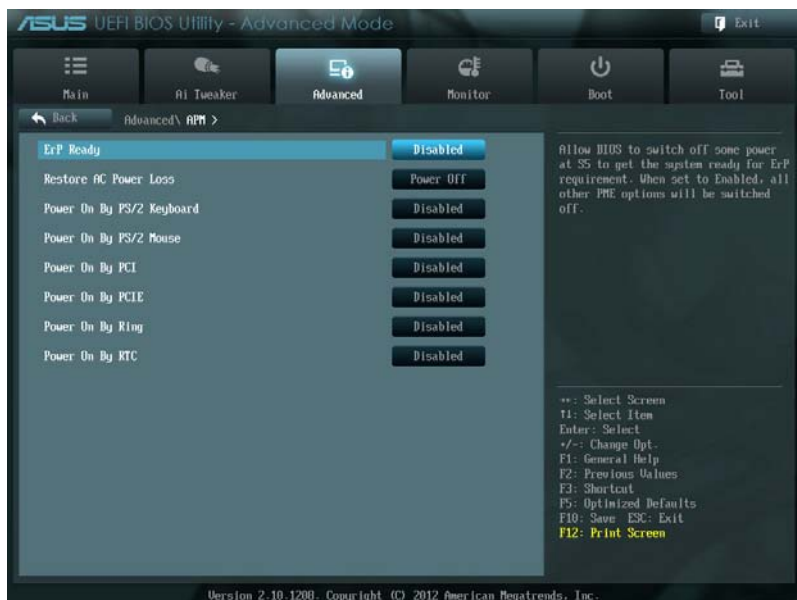 ASUS UEFI BIOS Utility - Advanced Mode
Exit
Main
Ai Tweaker
Advanced
Monitor
Boot
Tool
Back
Advanced\ APM >
ErP Ready Disabled
Restore AC Power Loss Power Off
Power On By PS/2 Keyboard Disabled
Power On By PS/2 Mouse Disabled
Power On By PCI Disabled
Power On By PCIE Disabled
Power On By Ring Disabled
Power On By RTC Disabled
Allow BIOS to switch off some power
at S5 to get the system ready for ErP
requirement. When set to Enabled, all
other PME options will be switched
off.
→←: Select Screen
↑↓: Select Item
Enter: Select
+/-: Change Opt.
F1: General Help
F2: Previous Values
F3: Shortcut
F5: Optimized Defaults
F10: Save ESC: Exit
F12: Print Screen
Version 2.10.1208. Copyright (C) 2012 American Megatrends, Inc.